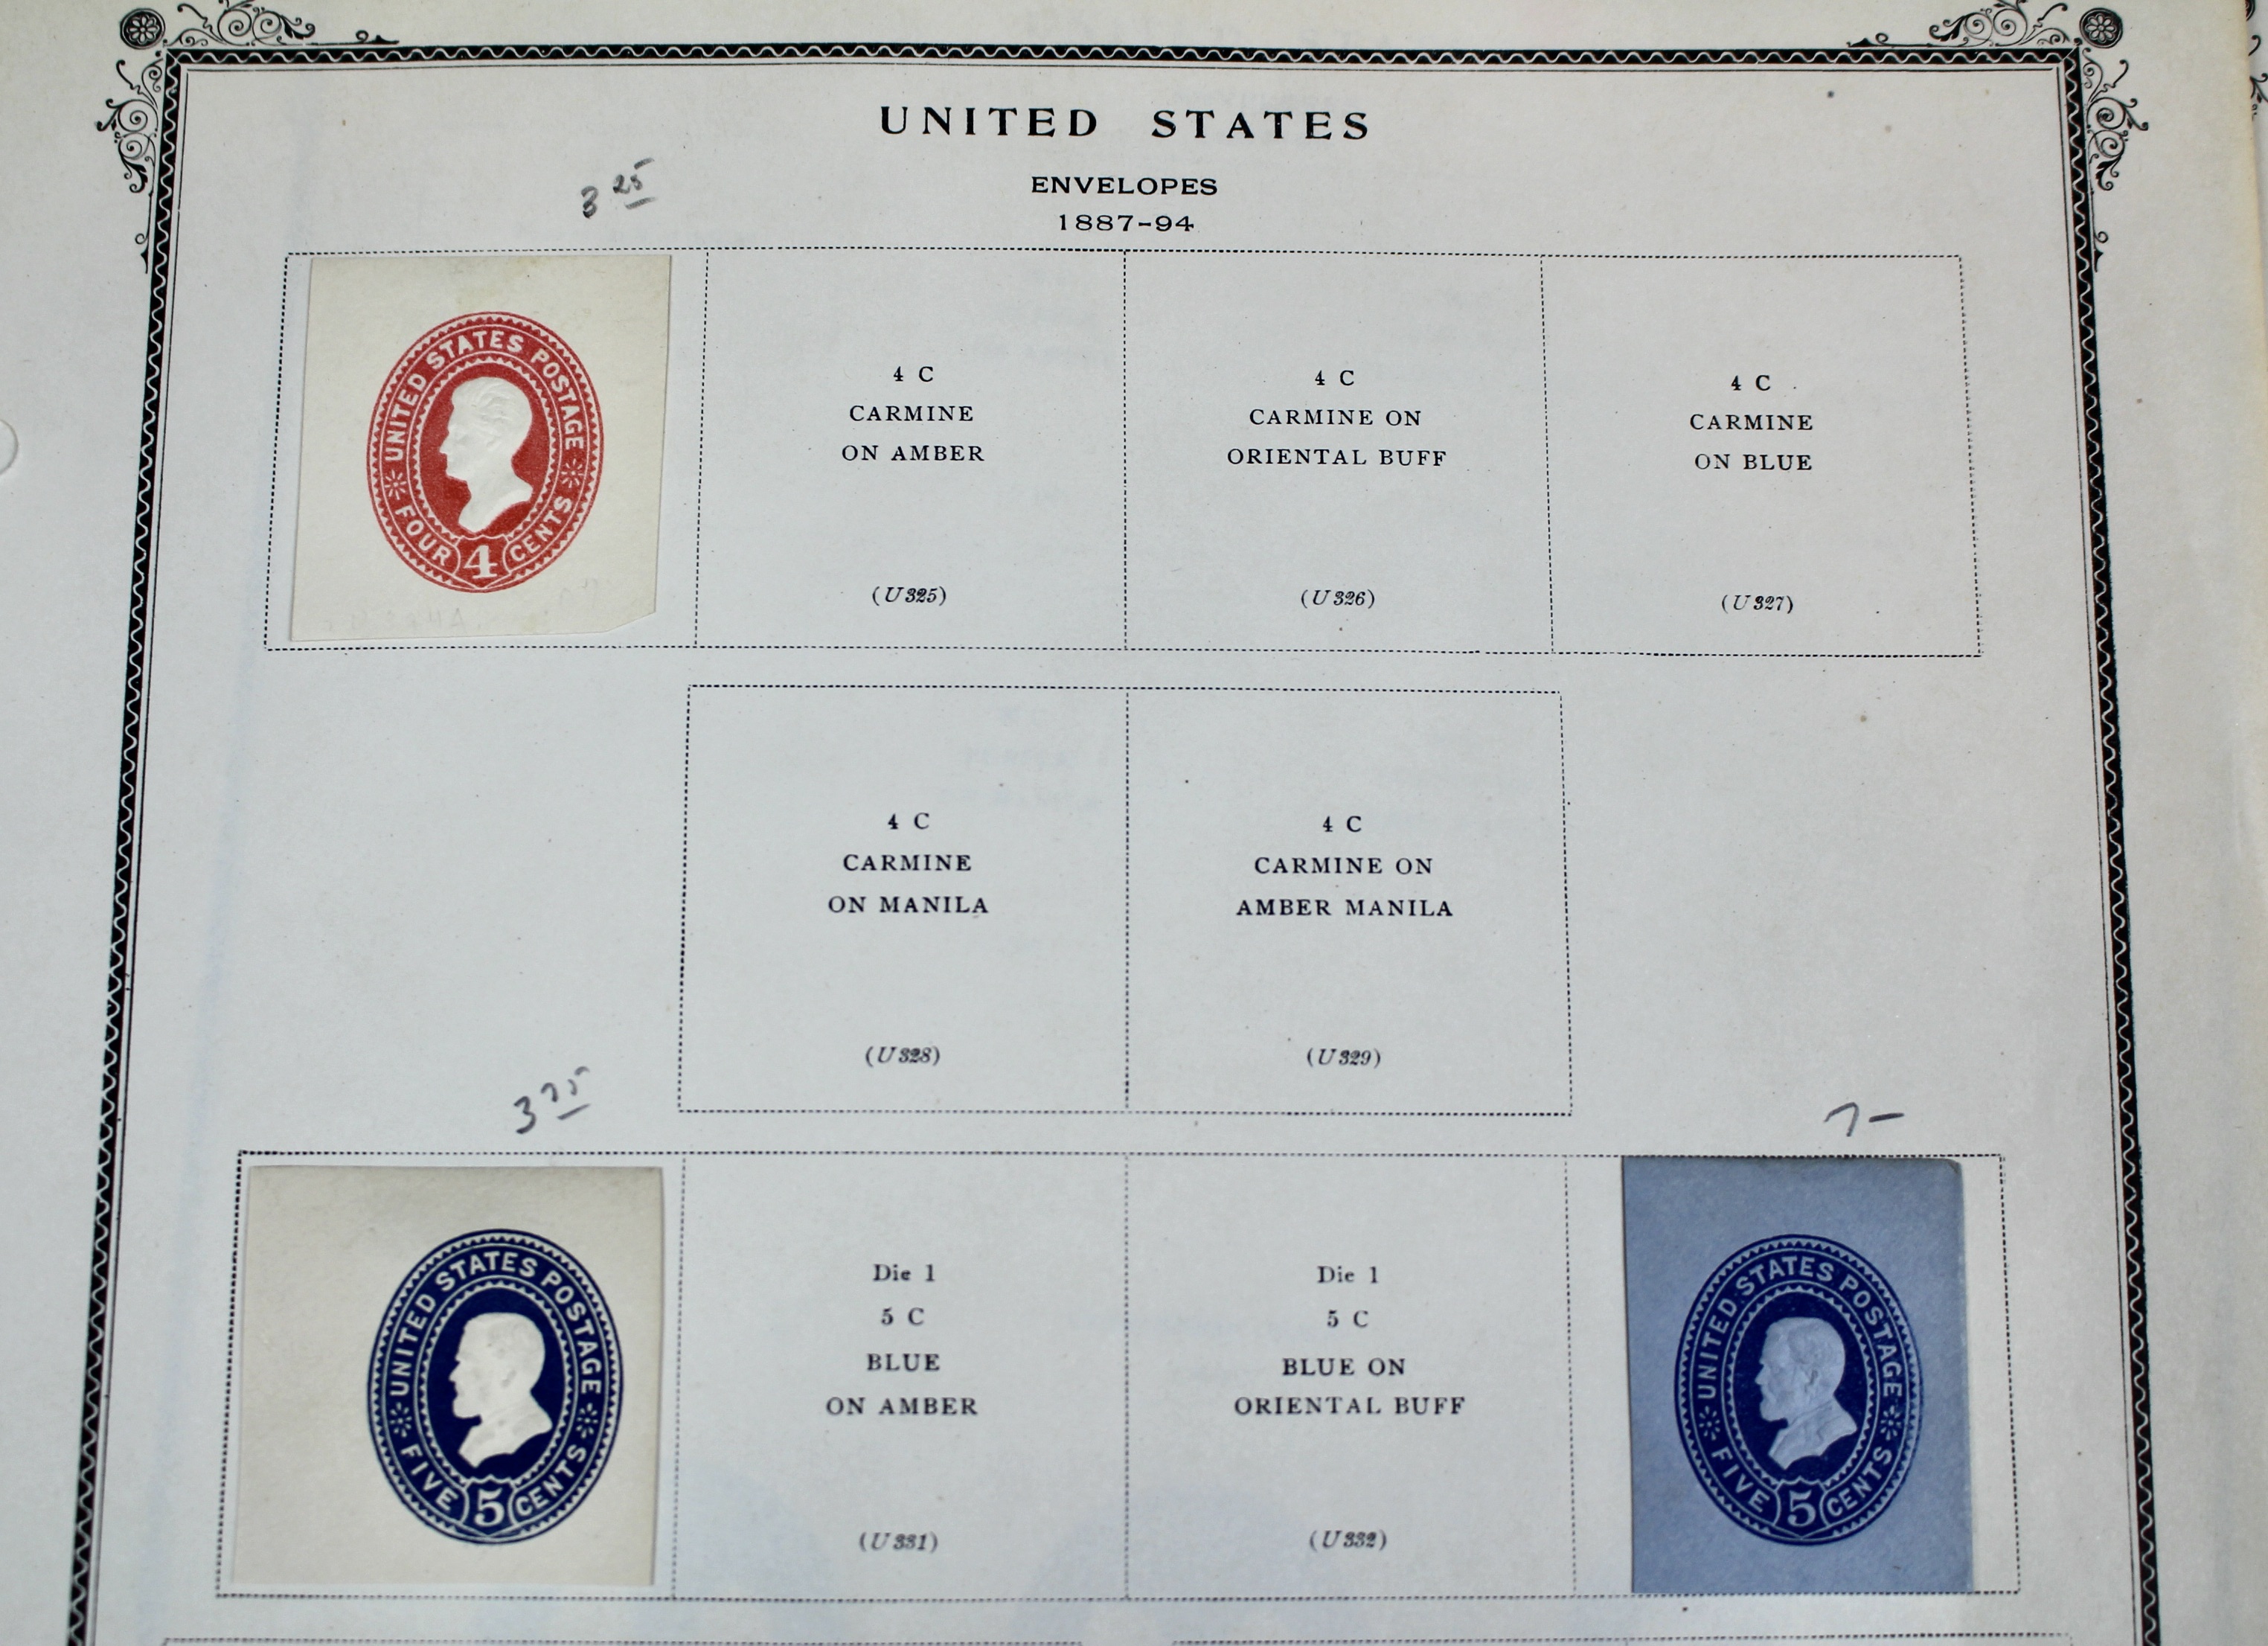 UNITED STATES
ENVELOPES
1887-94
3 25
UNITED STATES POSTAGE
FOUR 4 CENTS
4 C
CARMINE
ON AMBER
(U325)
4 C
CARMINE ON
ORIENTAL BUFF
(U326)
4 C
CARMINE
ON BLUE
(U327)
4 C
CARMINE
ON MANILA
(U328)
4 C
CARMINE ON
AMBER MANILA
(U329)
3 75
7-
UNITED STATES POSTAGE
FIVE 5 CENTS
Die 1
5 C
BLUE
ON AMBER
(U331)
Die 1
5 C
BLUE ON
ORIENTAL BUFF
(U332)
UNITED STATES POSTAGE
FIVE 5 CENTS